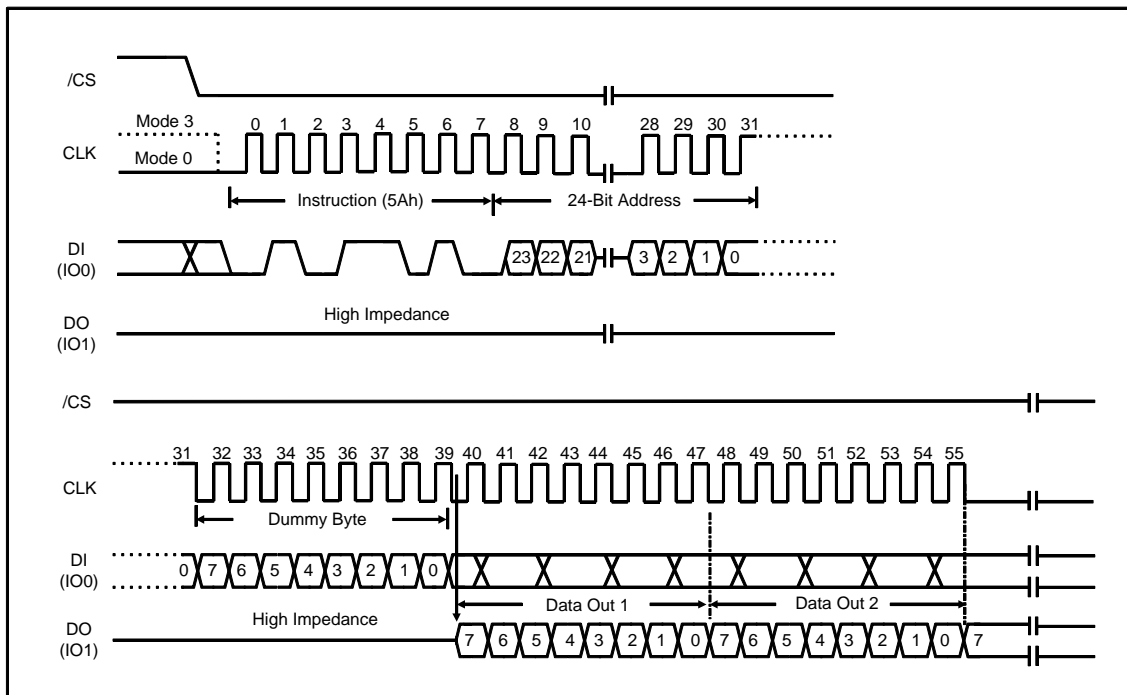 /CS
Mode 3 0 1 2 3 4 5 6 7 8 9 10 28 29 30 31
CLK
Mode 0
Instruction (5Ah) 24-Bit Address
DI
(IO0)
23 22 21 3 2 1 0
High Impedance
DO
(IO1)
/CS
31 32 33 34 35 36 37 38 39 40 41 42 43 44 45 46 47 48 49 50 51 52 53 54 55
CLK
Dummy Byte
DI
(IO0)
0 7 6 5 4 3 2 1 0
Data Out 1 Data Out 2
High Impedance
DO
(IO1)
7 6 5 4 3 2 1 0 7 6 5 4 3 2 1 0 7